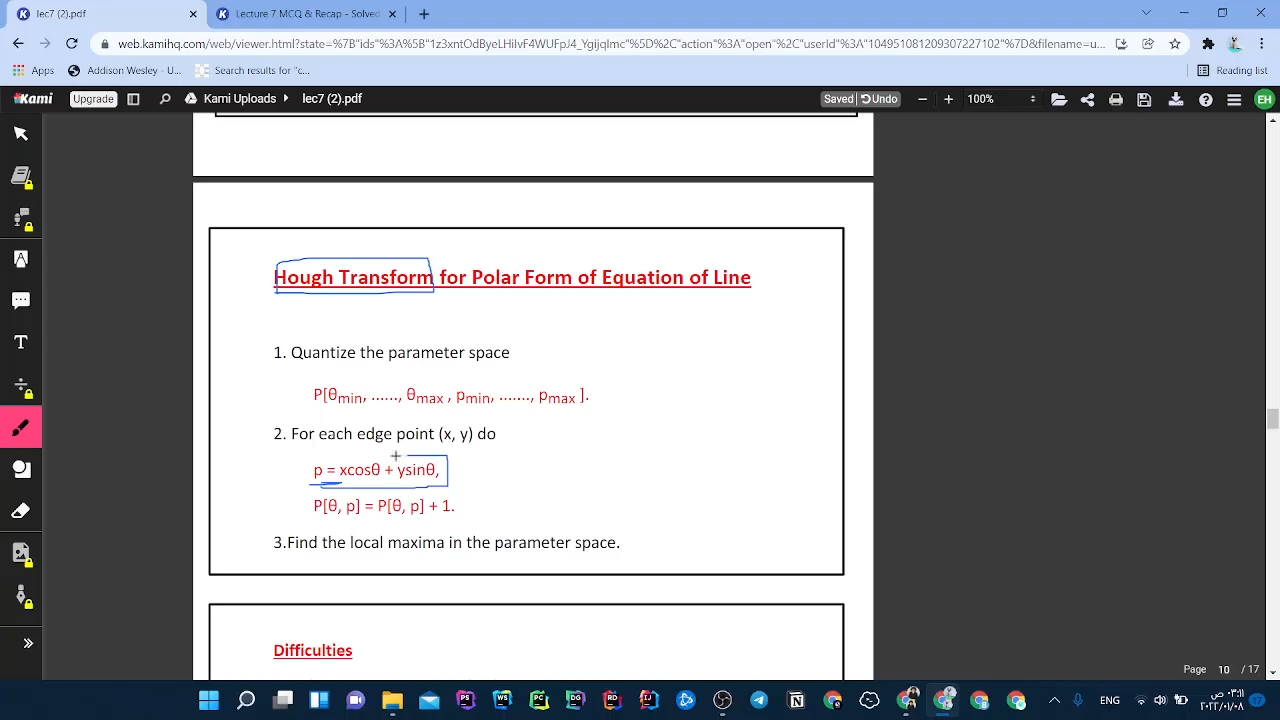 lec7 (2).pdf
Lecture 7 MCQ & Recap - Solved
web.kamihq.com/web/viewer.html?state=%7B"ids"%3A%5B"1z3xntOdByeLHiIvF4WUFpJ4_YgijqImc"%5D%2C"action"%3A"open"%2C"userId"%3A"104951081209307227102"%7D&filename=u...
Apps Addison Wesley - U... Search results for "c... Reading list
Kami Upgrade Kami Uploads lec7 (2).pdf Saved Undo 100% EH
Hough Transform for Polar Form of Equation of Line
1. Quantize the parameter space
P[θmin, ......, θmax , pmin, ......., pmax ].
2. For each edge point (x, y) do
p = xcosθ + ysinθ,
P[θ, p] = P[θ, p] + 1.
3.Find the local maxima in the parameter space.
Difficulties
Page 10 / 17
ENG